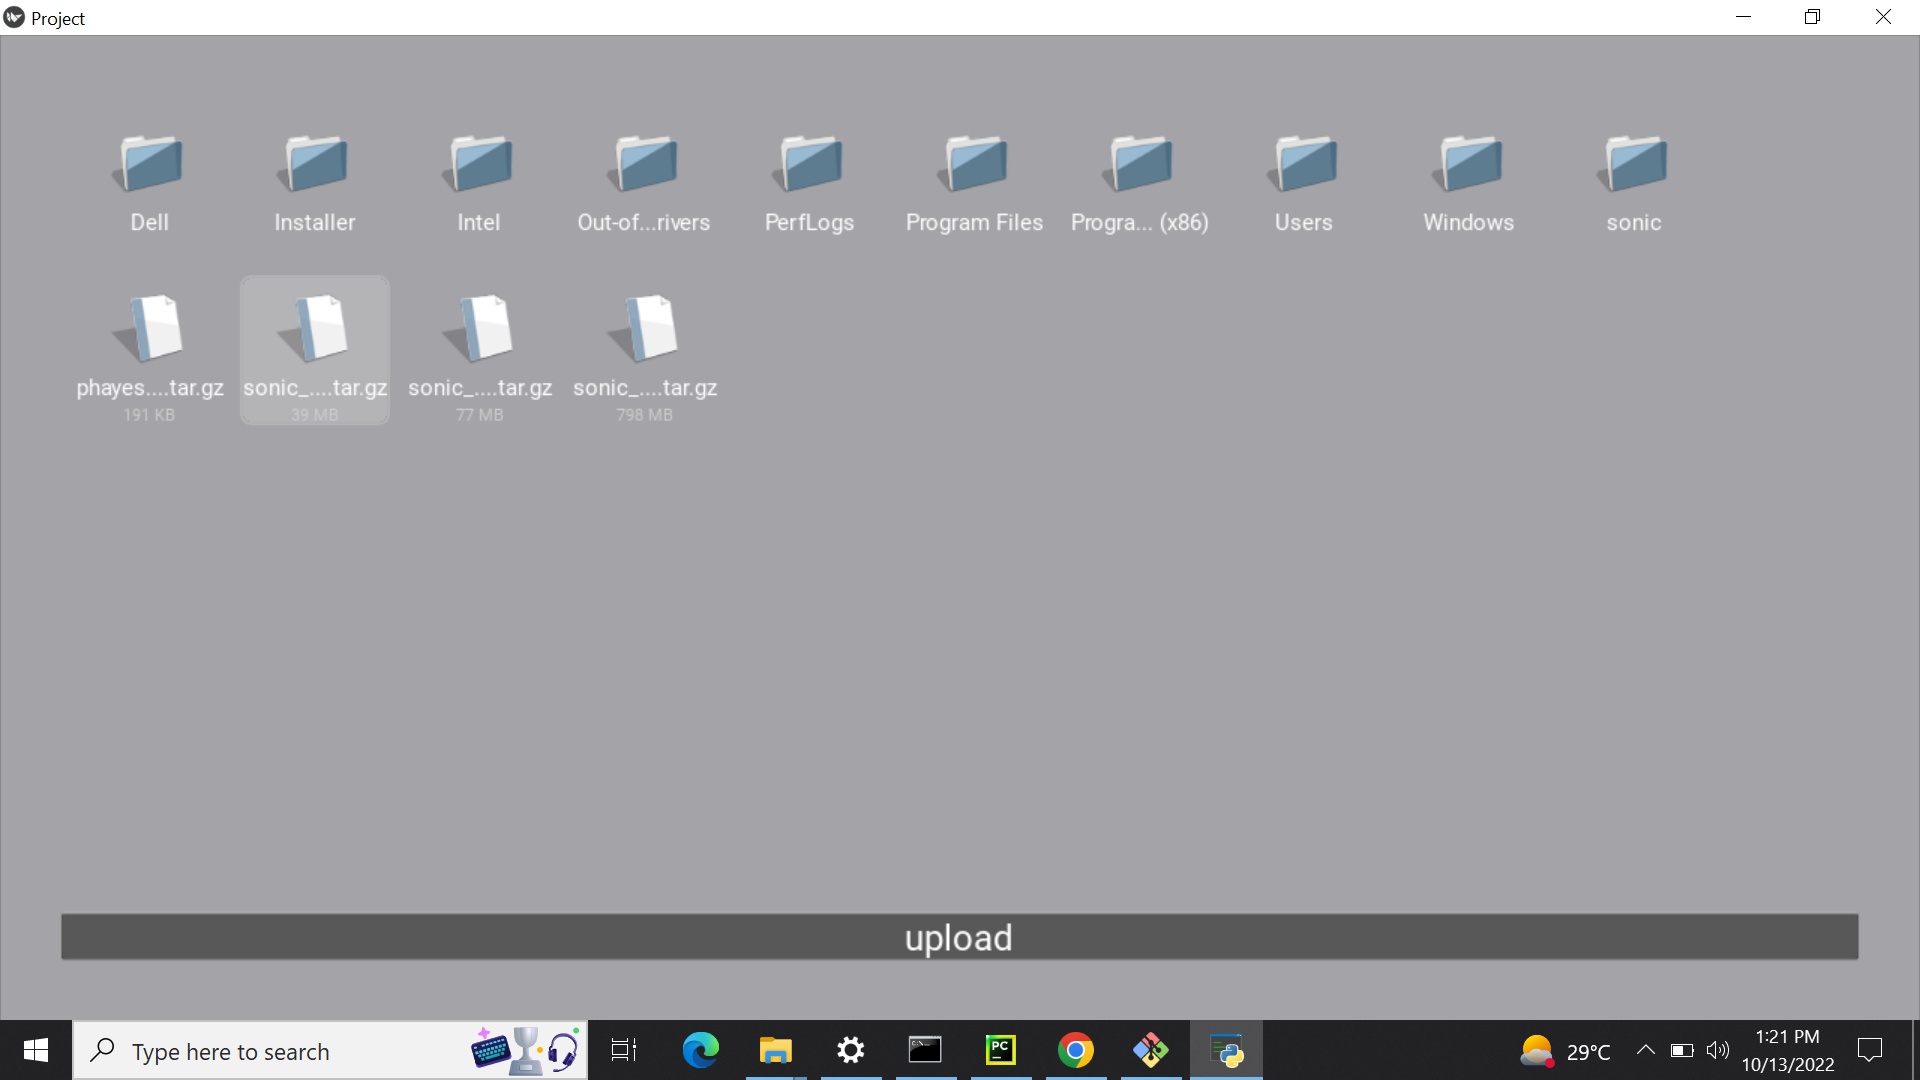 Project
Dell
Installer
Intel
Out-of...rivers
PerfLogs
Program Files
Progra... (x86)
Users
Windows
sonic
phayes....tar.gz
191 KB
sonic_....tar.gz
39 MB
sonic_....tar.gz
77 MB
sonic_....tar.gz
798 MB
upload
Type here to search
C:\_
PC
29°C
1:21 PM
10/13/2022